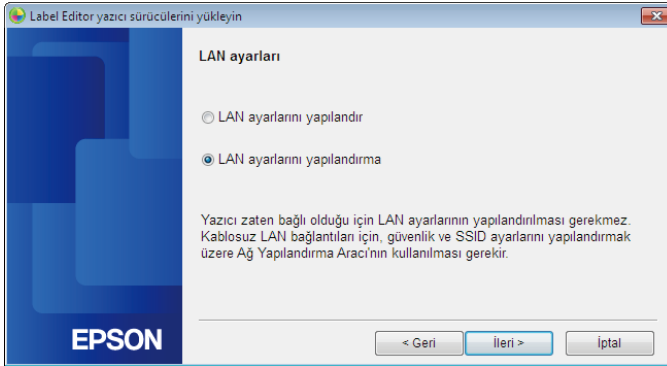 Label Editor yazıcı sürücülerini yükleyin
LAN ayarları
LAN ayarlarını yapılandır
LAN ayarlarını yapılandırma
Yazıcı zaten bağlı olduğu için LAN ayarlarının yapılandırılması gerekmez.
Kablosuz LAN bağlantıları için, güvenlik ve SSID ayarlarını yapılandırmak
üzere Ağ Yapılandırma Aracı'nın kullanılması gerekir.
EPSON
< Geri
İleri >
İptal